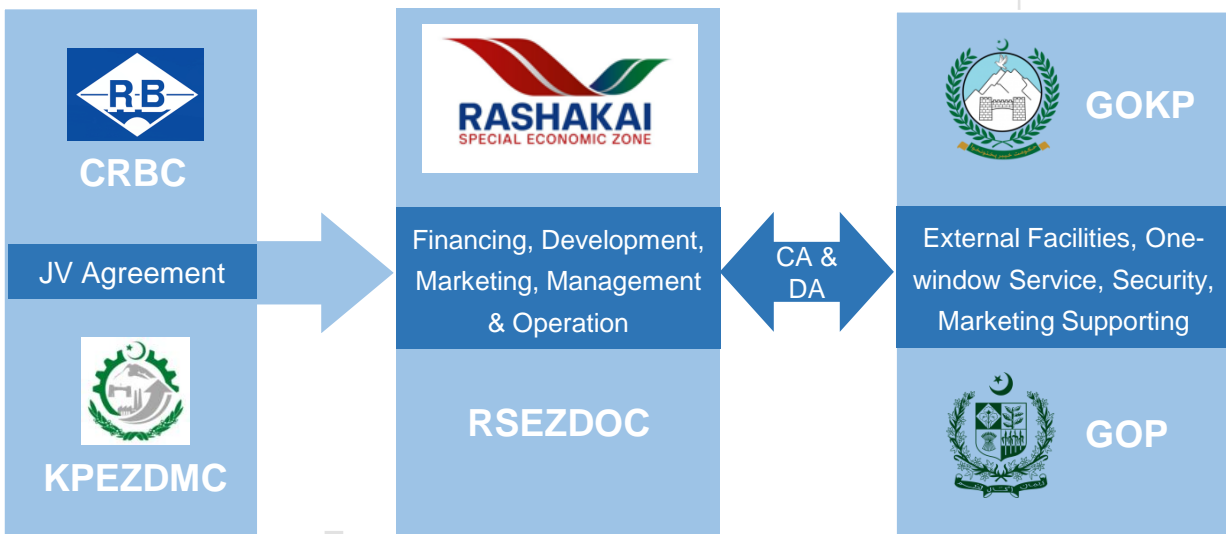 RB
CRBC
JV Agreement
KPEZDMC
RASHAKAI
SPECIAL ECONOMIC ZONE
Financing, Development,
Marketing, Management
& Operation
RSEZDOC
CA &
DA
GOKP
External Facilities, One-
window Service, Security,
Marketing Supporting
GOP